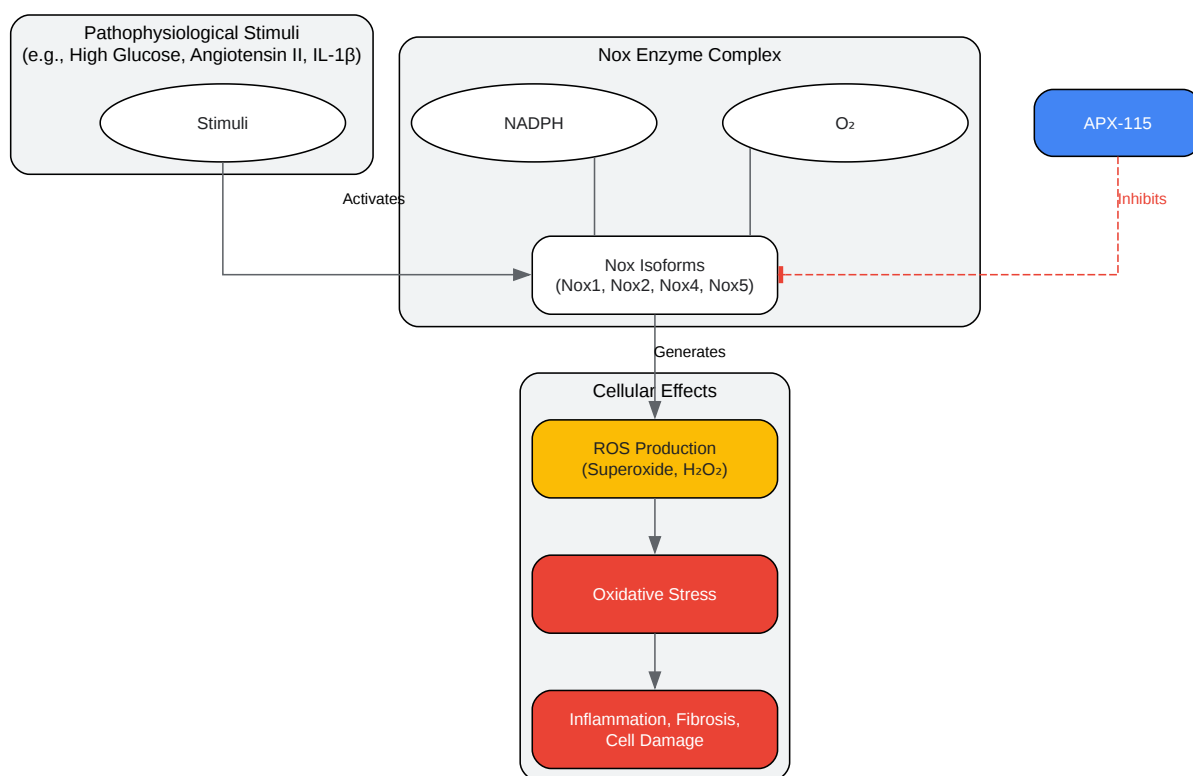 Pathophysiological Stimuli
(e.g., High Glucose, Angiotensin II, IL-1β)
Stimuli
Nox Enzyme Complex
NADPH
O₂
APX-115
Activates
Inhibits
Nox Isoforms
(Nox1, Nox2, Nox4, Nox5)
Generates
Cellular Effects
ROS Production
(Superoxide, H₂O₂)
Oxidative Stress
Inflammation, Fibrosis,
Cell Damage